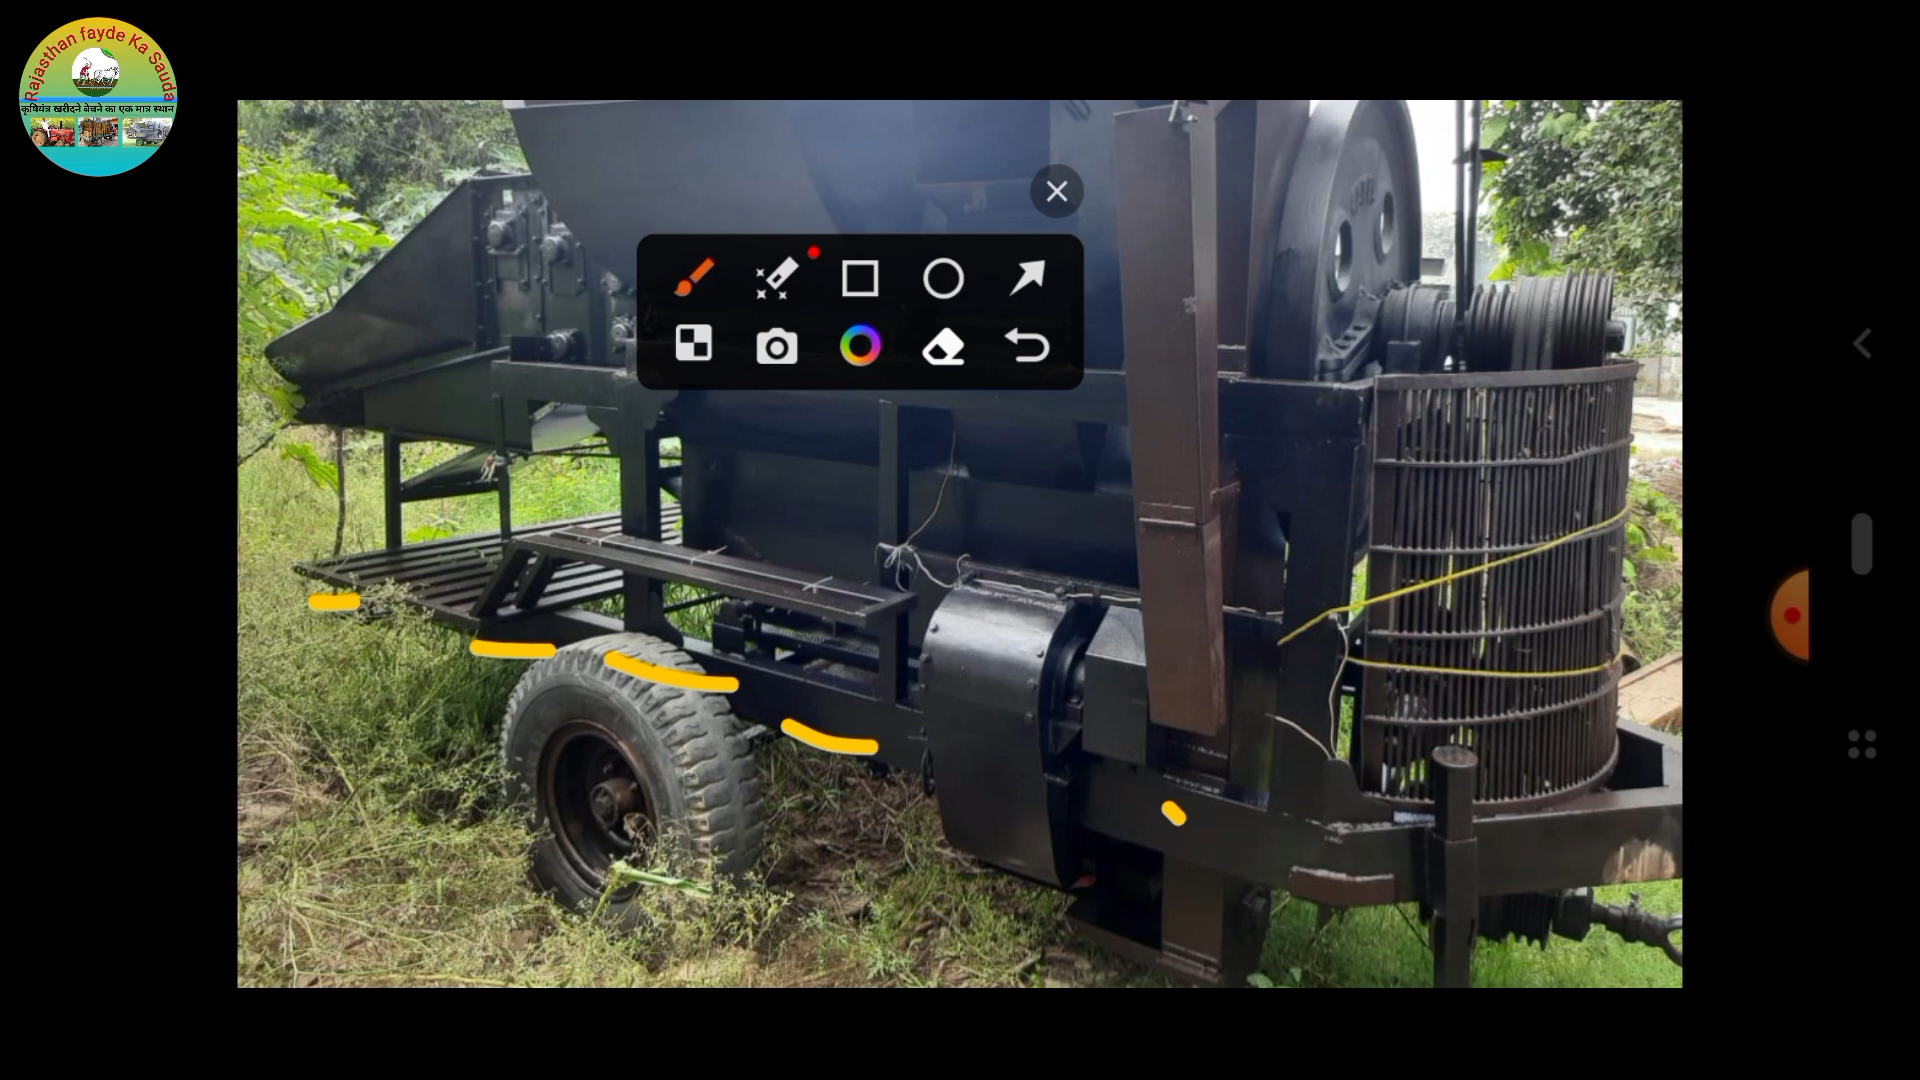 Rajasthan fayde Ka Sauda
कृषियंत्र खरीदने बेचने का एक मात्र स्थान